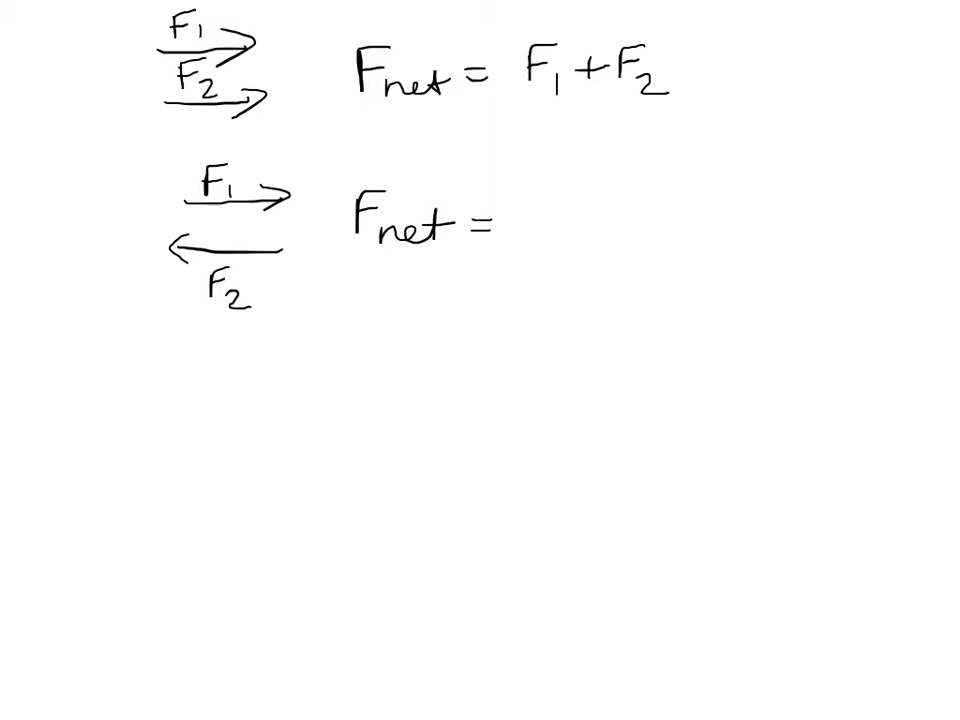 F₁
F₂
Fnet = F₁ + F₂
F₁
Fnet =
F₂